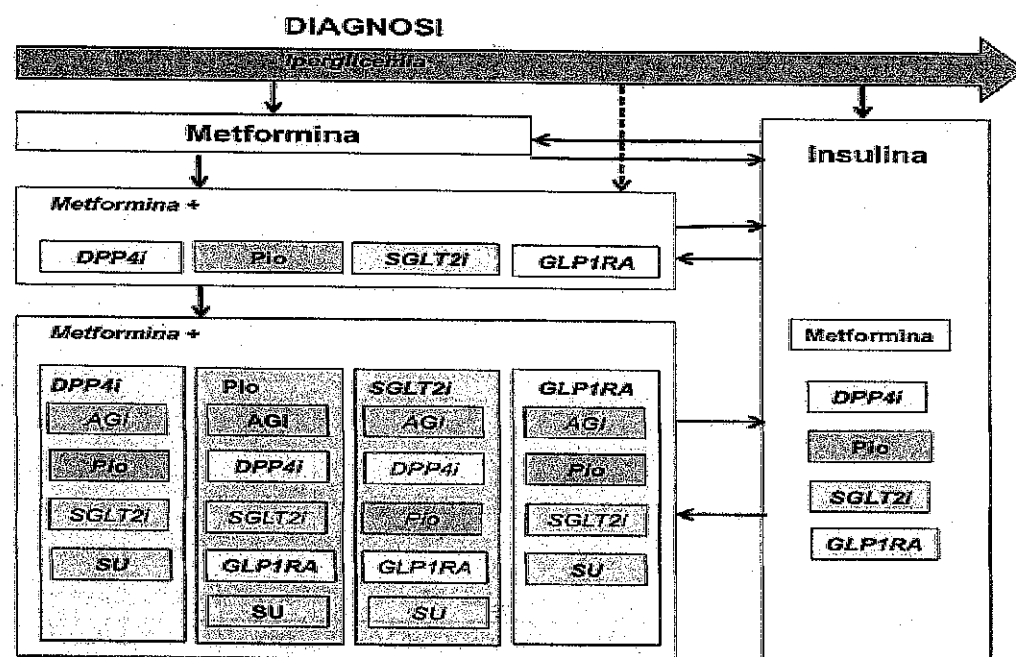 DIAGNOSI
Iperglicemia
Metformina
Insulina
Metformina +
DPP4i
Pio
SGLT2i
GLP1RA
Metformina +
DPP4i
AGI
Pio
SGLT2i
SU
Pio
AGI
DPP4i
SGLT2i
GLP1RA
SU
SGLT2i
AGI
DPP4i
Pio
GLP1RA
SU
GLP1RA
AGI
Pio
SGLT2i
SU
Metformina
DPP4i
Pio
SGLT2i
GLP1RA